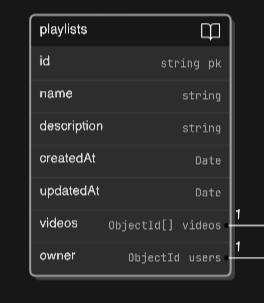 playlists
id string pk
name string
description string
createdAt Date
updatedAt Date
videos ObjectId[] videos 1
owner ObjectId users 1